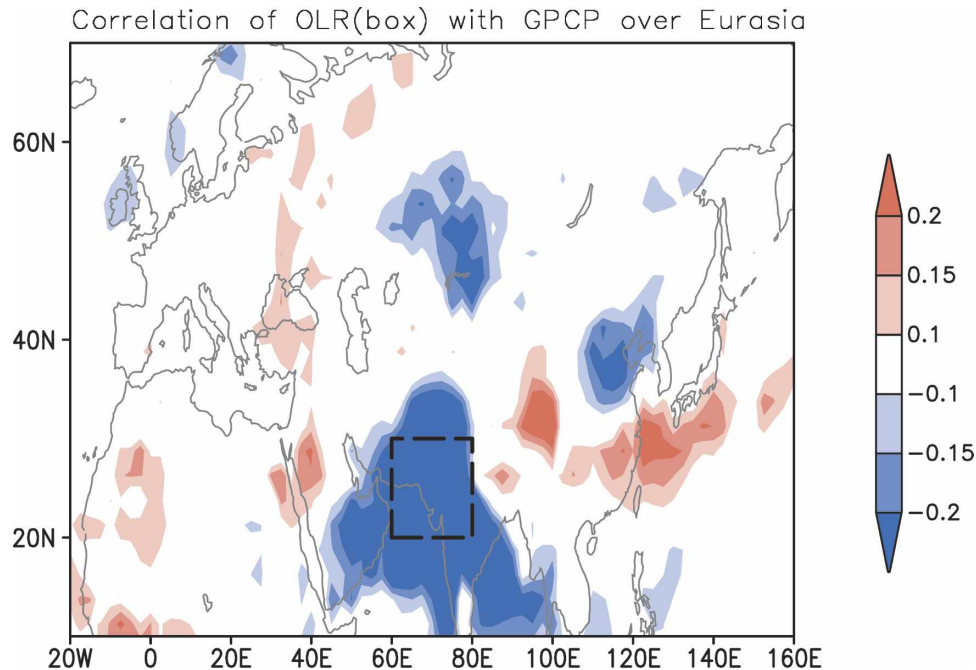 Correlation of OLR(box) with GPCP over Eurasia
60N
40N
20N
20W 0 20E 40E 60E 80E 100E 120E 140E 160E
0.2
0.15
0.1
-0.1
-0.15
-0.2